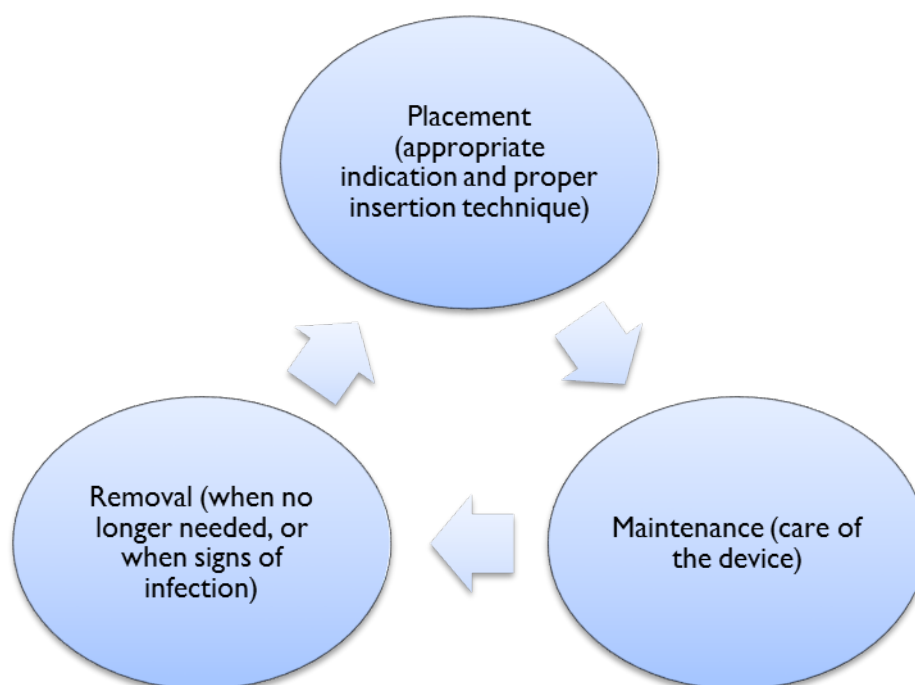 Placement
(appropriate
indication and proper
insertion technique)
Maintenance (care of
the device)
Removal (when no
longer needed, or
when signs of
infection)